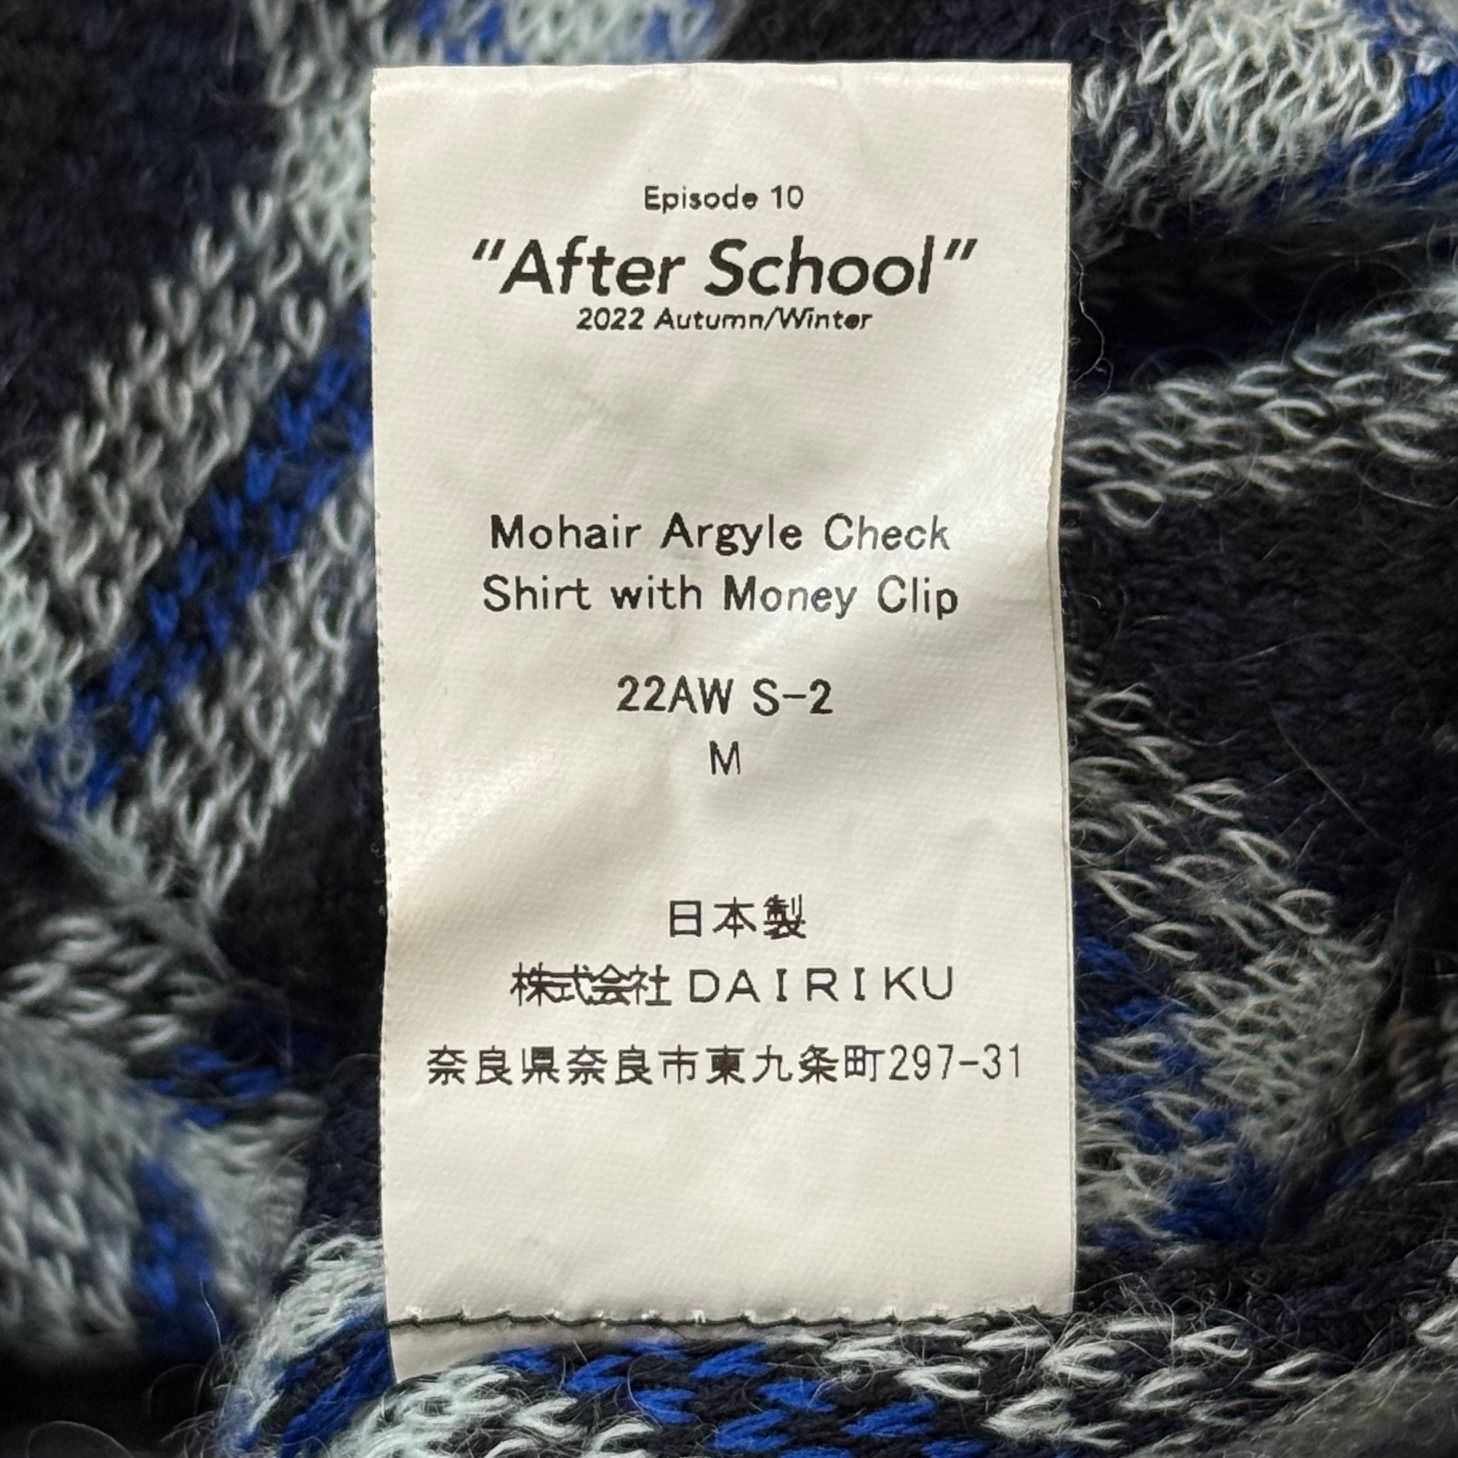 Episode 10
"After School"
2022 Autumn/Winter
Mohair Argyle Check
Shirt with Money Clip
22AW S-2
M
日本製
株式会社 DAIRIKU
奈良県奈良市東九条町297-31